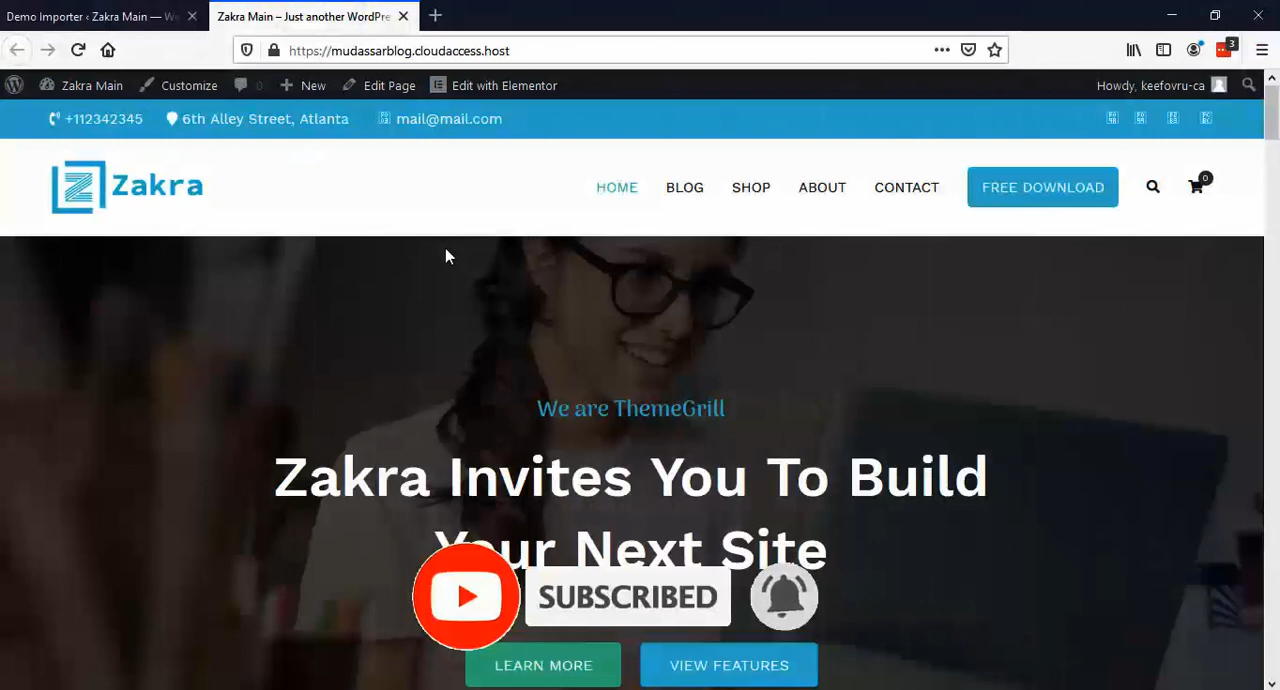 Demo Importer ‹ Zakra Main — We
Zakra Main – Just another WordPre
https://mudassarblog.cloudaccess.host
3
Zakra Main
Customize
0
New
Edit Page
Edit with Elementor
Howdy, keefovru-ca
+112342345
6th Alley Street, Atlanta
mail@mail.com
Zakra
HOME
BLOG
SHOP
ABOUT
CONTACT
FREE DOWNLOAD
0
We are ThemeGrill
Zakra Invites You To Build
Your Next Site
SUBSCRIBED
LEARN MORE
VIEW FEATURES